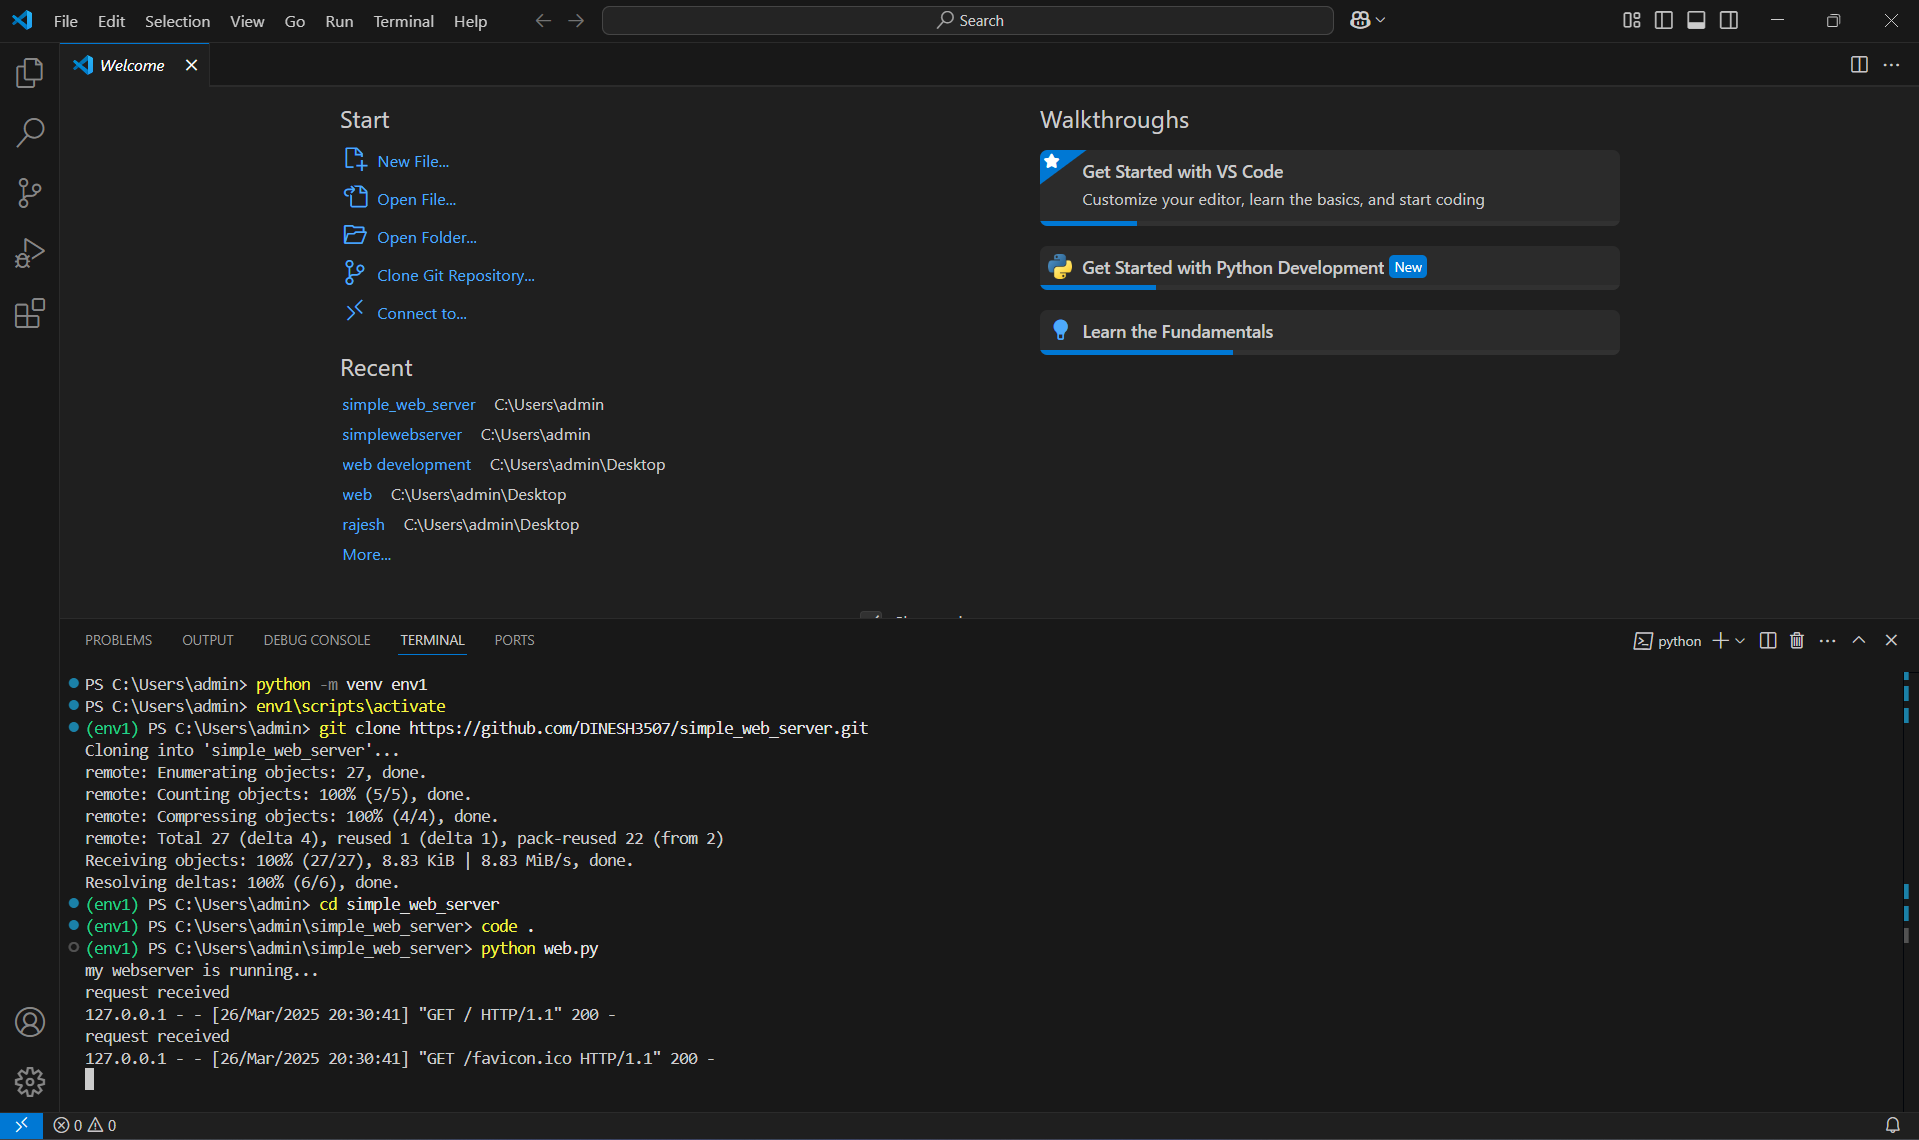 File Edit Selection View Go Run Terminal Help
Search
Welcome
Start
New File...
Open File...
Open Folder...
Clone Git Repository...
Connect to...
Recent
simple_web_server C:\Users\admin
simplewebserver C:\Users\admin
web development C:\Users\admin\Desktop
web C:\Users\admin\Desktop
rajesh C:\Users\admin\Desktop
More...
Walkthroughs
Get Started with VS Code
Customize your editor, learn the basics, and start coding
Get Started with Python Development New
Learn the Fundamentals
PROBLEMS OUTPUT DEBUG CONSOLE TERMINAL PORTS
python
PS C:\Users\admin> python -m venv env1
PS C:\Users\admin> env1\scripts\activate
(env1) PS C:\Users\admin> git clone https://github.com/DINESH3507/simple_web_server.git
Cloning into 'simple_web_server'...
remote: Enumerating objects: 27, done.
remote: Counting objects: 100% (5/5), done.
remote: Compressing objects: 100% (4/4), done.
remote: Total 27 (delta 4), reused 1 (delta 1), pack-reused 22 (from 2)
Receiving objects: 100% (27/27), 8.83 KiB | 8.83 MiB/s, done.
Resolving deltas: 100% (6/6), done.
(env1) PS C:\Users\admin> cd simple_web_server
(env1) PS C:\Users\admin\simple_web_server> code .
(env1) PS C:\Users\admin\simple_web_server> python web.py
my webserver is running...
request received
127.0.0.1 - - [26/Mar/2025 20:30:41] "GET / HTTP/1.1" 200 -
request received
127.0.0.1 - - [26/Mar/2025 20:30:41] "GET /favicon.ico HTTP/1.1" 200 -
0 0